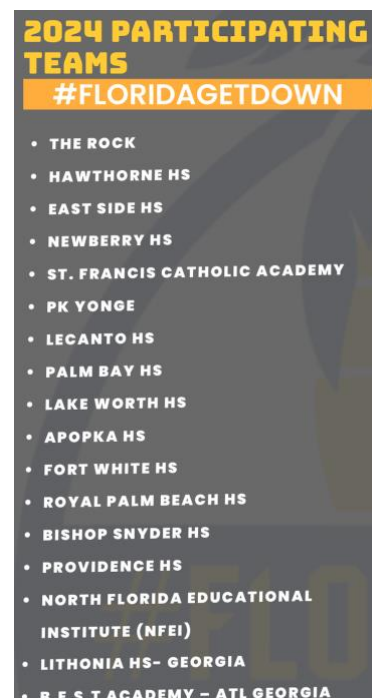 2024 PARTICIPATING
TEAMS
#FLORIDAGETDOWN
• THE ROCK
• HAWTHORNE HS
• EAST SIDE HS
• NEWBERRY HS
• ST. FRANCIS CATHOLIC ACADEMY
• PK YONGE
• LECANTO HS
• PALM BAY HS
• LAKE WORTH HS
• APOPKA HS
• FORT WHITE HS
• ROYAL PALM BEACH HS
• BISHOP SNYDER HS
• PROVIDENCE HS
• NORTH FLORIDA EDUCATIONAL
INSTITUTE (NFEI)
• LITHONIA HS- GEORGIA
• B.E.S.T ACADEMY – ATL GEORGIA
#FLO